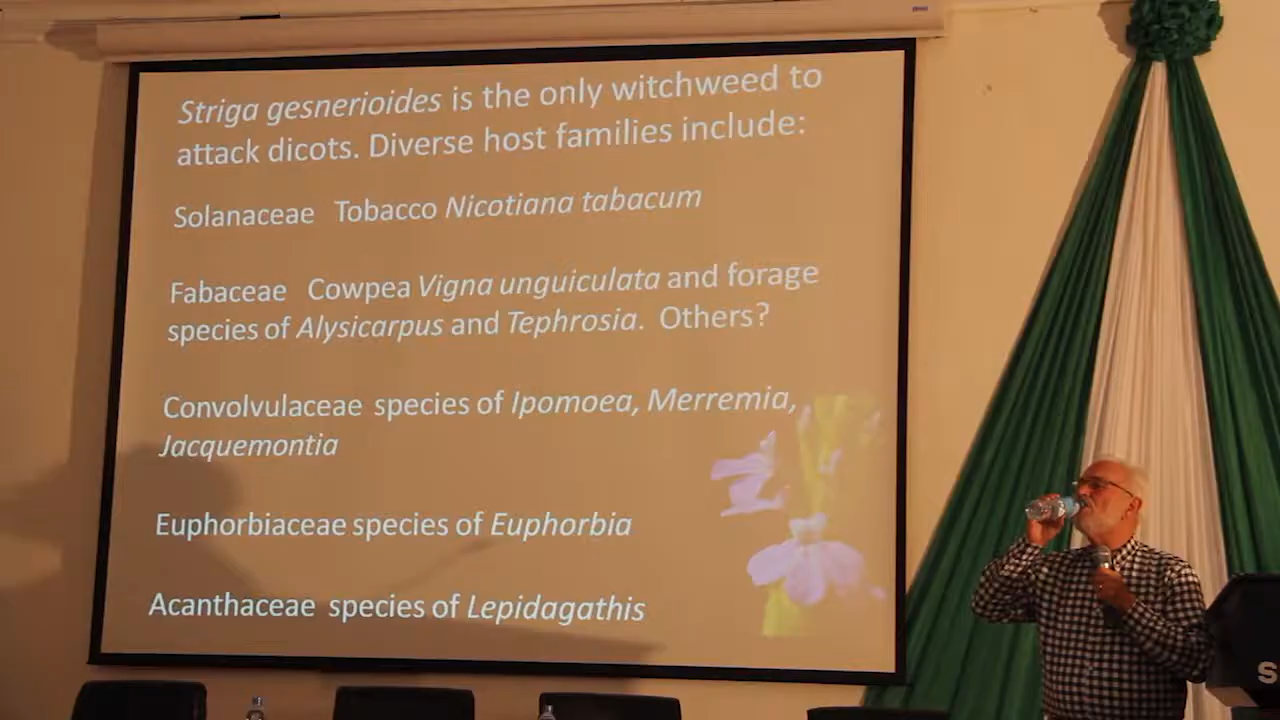 Striga gesnerioides is the only witchweed to
attack dicots. Diverse host families include:
Solanaceae Tobacco Nicotiana tabacum
Fabaceae Cowpea Vigna unguiculata and forage
species of Alysicarpus and Tephrosia. Others?
Convolvulaceae species of Ipomoea, Merremia,
Jacquemontia
Euphorbiaceae species of Euphorbia
Acanthaceae species of Lepidagathis
S